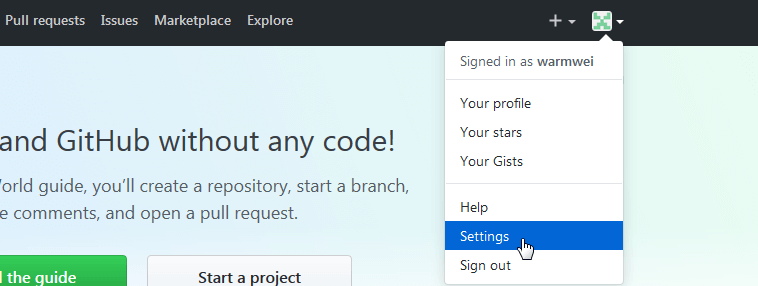 Pull requests Issues Marketplace Explore
Signed in as warmwei
Your profile
Your stars
Your Gists
Help
Settings
Sign out
and GitHub without any code!
World guide, you’ll create a repository, start a branch,
comments, and open a pull request.
the guide
Start a project